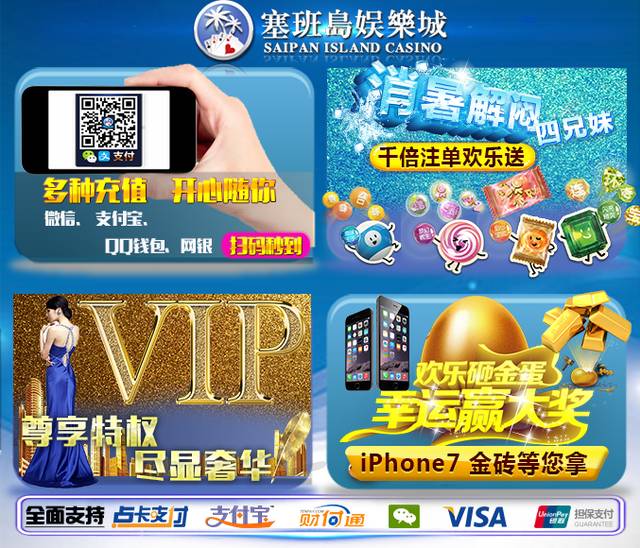 塞班島娱樂城
SAIPAN ISLAND CASINO
支付
多种充值 开心随你
微信、支付宝、
QQ钱包、网银 扫码秒到
消暑解闷
四兄妹
千倍注单欢乐送
VIP
尊享特权
尽显奢华
欢乐砸金蛋
幸运赢大奖
iPhone7 金砖等您拿
全面支持 占卡支付 支付宝 财付通 VISA UnionPay 银联 担保支付